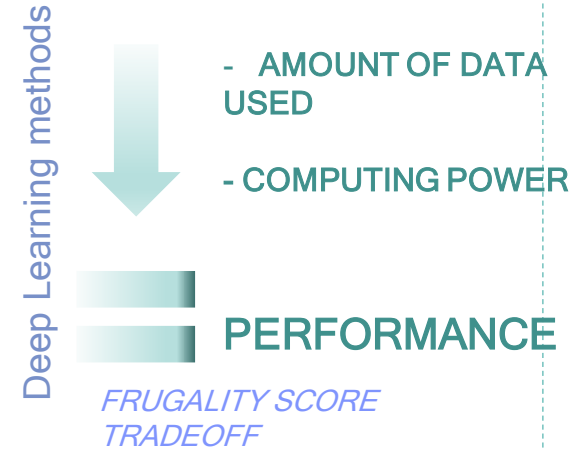 Deep Learning methods
- AMOUNT OF DATA
USED
- COMPUTING POWER
PERFORMANCE
FRUGALITY SCORE
TRADEOFF